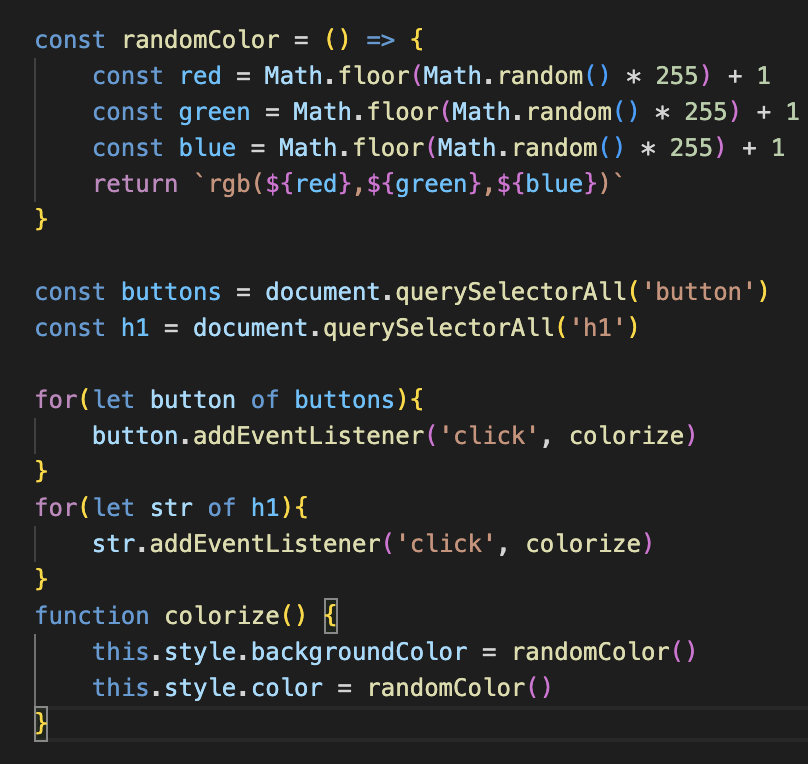 const randomColor = () => {
    const red = Math.floor(Math.random() * 255) + 1
    const green = Math.floor(Math.random() * 255) + 1
    const blue = Math.floor(Math.random() * 255) + 1
    return `rgb(${red},${green},${blue})`
}

const buttons = document.querySelectorAll('button')
const h1 = document.querySelectorAll('h1')

for(let button of buttons){
    button.addEventListener('click', colorize)
}
for(let str of h1){
    str.addEventListener('click', colorize)
}
function colorize() {
    this.style.backgroundColor = randomColor()
    this.style.color = randomColor()
}